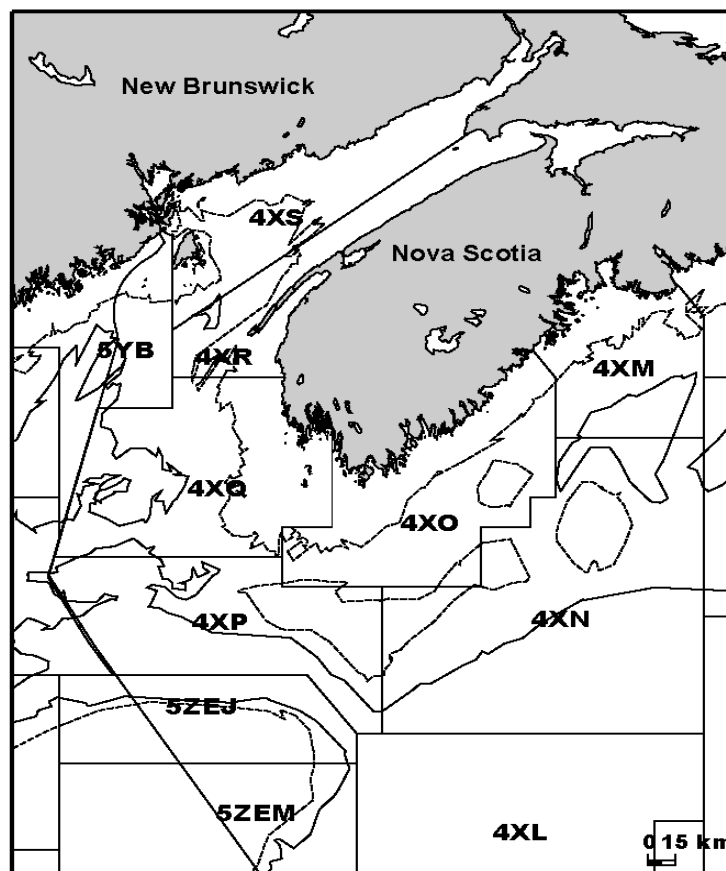 New Brunswick
4XS
Nova Scotia
5YB
4XR
4XM
4XQ
4XO
4XP
4XN
5ZEJ
5ZEM
4XL
0 15 km